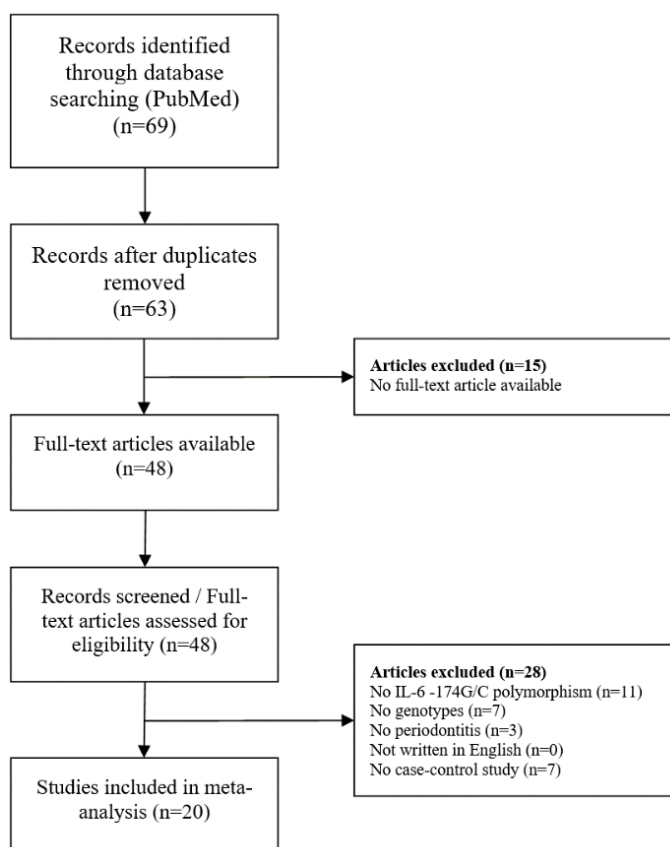 Records identified
through database
searching (PubMed)
(n=69)
Records after duplicates
removed
(n=63)
Articles excluded (n=15)
No full-text article available
Full-text articles available
(n=48)
Records screened / Full-
text articles assessed for
eligibility (n=48)
Articles excluded (n=28)
No IL-6 -174G/C polymorphism (n=11)
No genotypes (n=7)
No periodontitis (n=3)
Not written in English (n=0)
No case-control study (n=7)
Studies included in meta-
analysis (n=20)